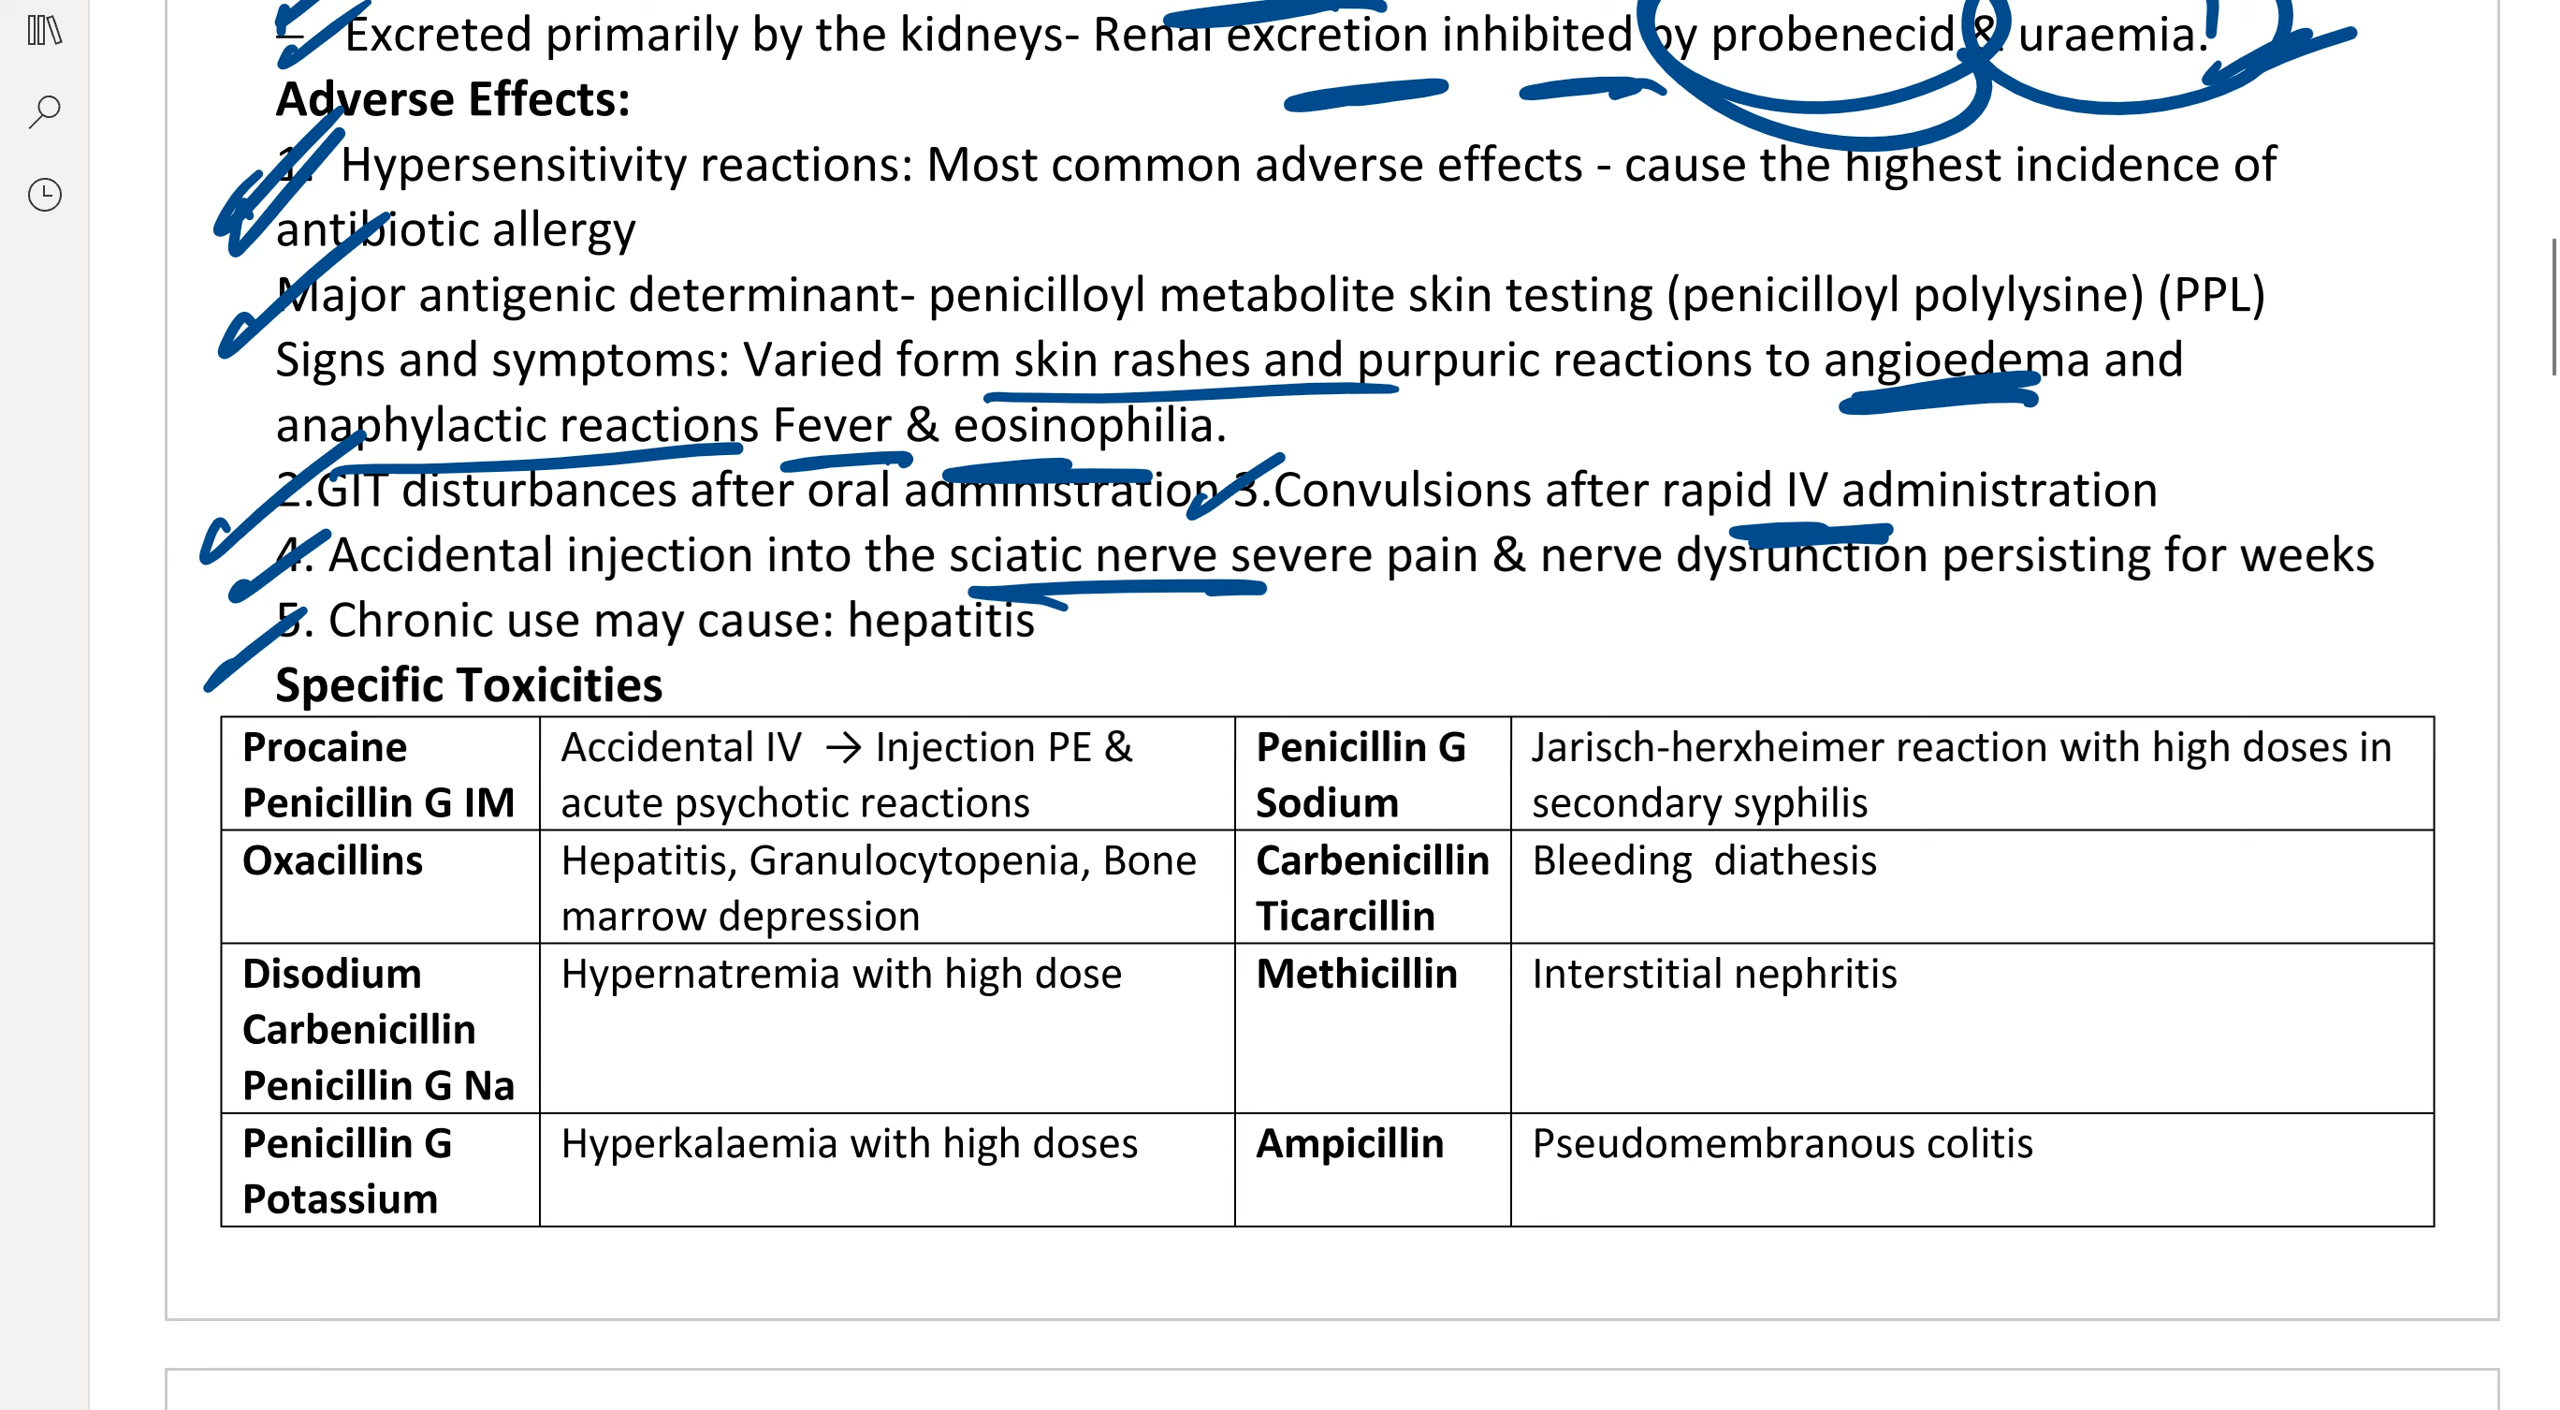 – Excreted primarily by the kidneys- Renal excretion inhibited by probenecid & uraemia.
Adverse Effects:
1. Hypersensitivity reactions: Most common adverse effects - cause the highest incidence of
antibiotic allergy
Major antigenic determinant- penicilloyl metabolite skin testing (penicilloyl polylysine) (PPL)
Signs and symptoms: Varied form skin rashes and purpuric reactions to angioedema and
anaphylactic reactions Fever & eosinophilia.
2.GIT disturbances after oral administration 3.Convulsions after rapid IV administration
4. Accidental injection into the sciatic nerve severe pain & nerve dysfunction persisting for weeks
5. Chronic use may cause: hepatitis
Specific Toxicities
Procaine
Penicillin G IM
Accidental IV → Injection PE &
acute psychotic reactions
Penicillin G
Sodium
Jarisch-herxheimer reaction with high doses in
secondary syphilis
Oxacillins
Hepatitis, Granulocytopenia, Bone
marrow depression
Carbenicillin
Ticarcillin
Bleeding diathesis
Disodium
Carbenicillin
Penicillin G Na
Hypernatremia with high dose
Methicillin
Interstitial nephritis
Penicillin G
Potassium
Hyperkalaemia with high doses
Ampicillin
Pseudomembranous colitis